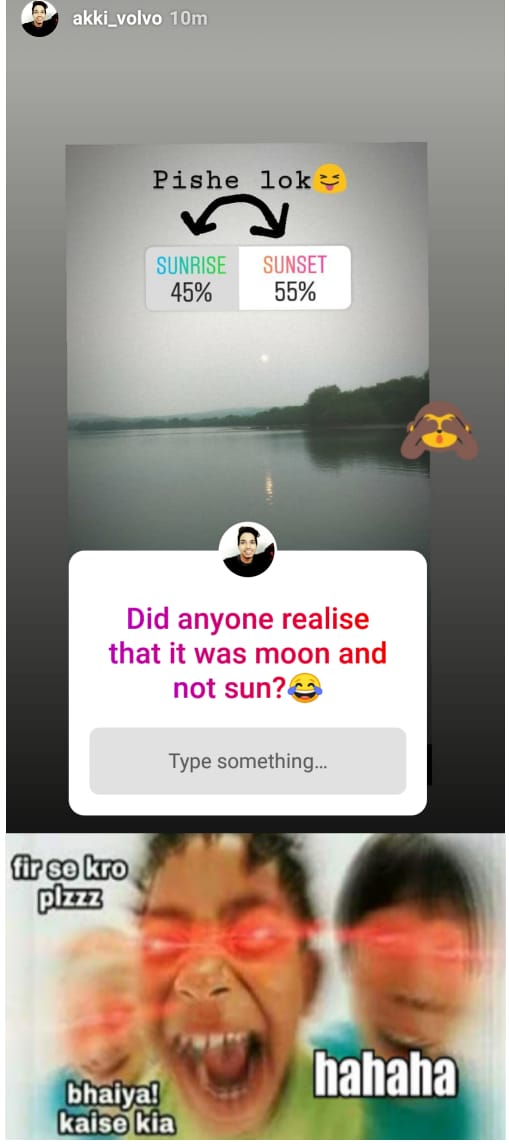 akki_volvo 10m
Pishe lok😝
SUNRISE SUNSET
45% 55%
Did anyone realise
that it was moon and
not sun?😂
Type something...
fir se kro
plzzz
hahaha
bhaiya!
kaise kia